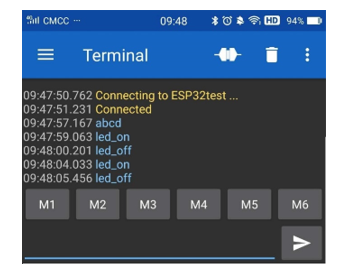 CMCC ··· 09:48 HD 94%
Terminal
09:47:50.762 Connecting to ESP32test ...
09:47:51.231 Connected
09:47:57.167 abcd
09:47:59.063 led_on
09:48:00.201 led_off
09:48:04.033 led_on
09:48:05.456 led_off
M1 M2 M3 M4 M5 M6